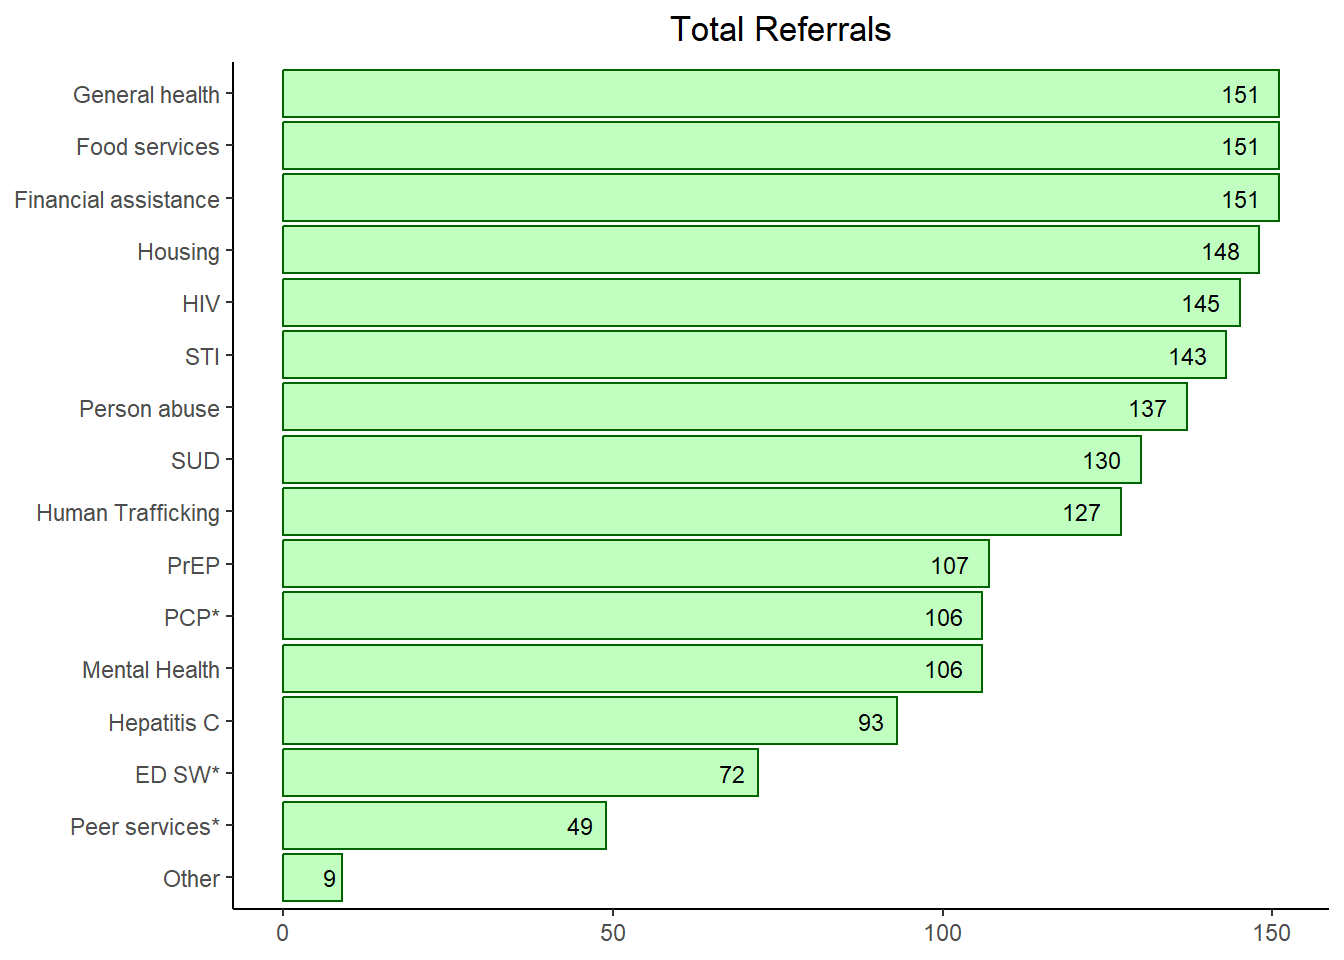 Total Referrals
General health 151
Food services 151
Financial assistance 151
Housing 148
HIV 145
STI 143
Person abuse 137
SUD 130
Human Trafficking 127
PrEP 107
PCP* 106
Mental Health 106
Hepatitis C 93
ED SW* 72
Peer services* 49
Other 9
0 50 100 150